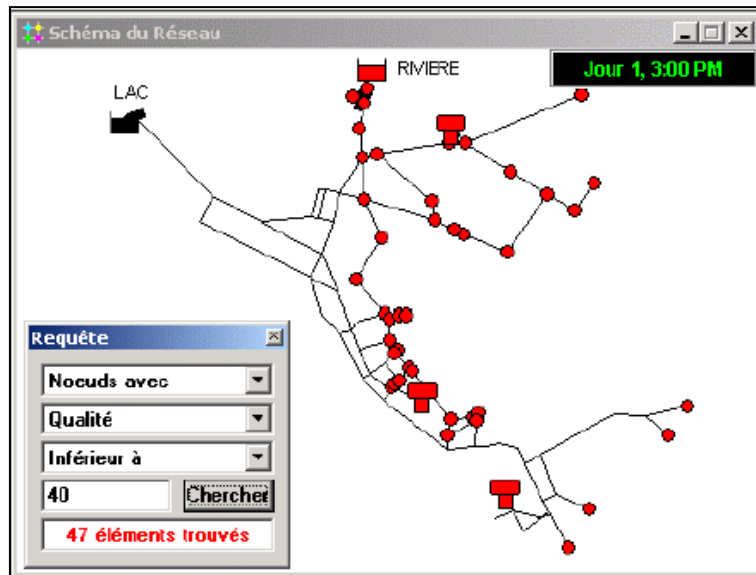 Schéma du Réseau
RIVIERE
Jour 1, 3:00 PM
LAC
Requête
Noeuds avec
Qualité
Inférieur à
40
Chercher
47 éléments trouvés